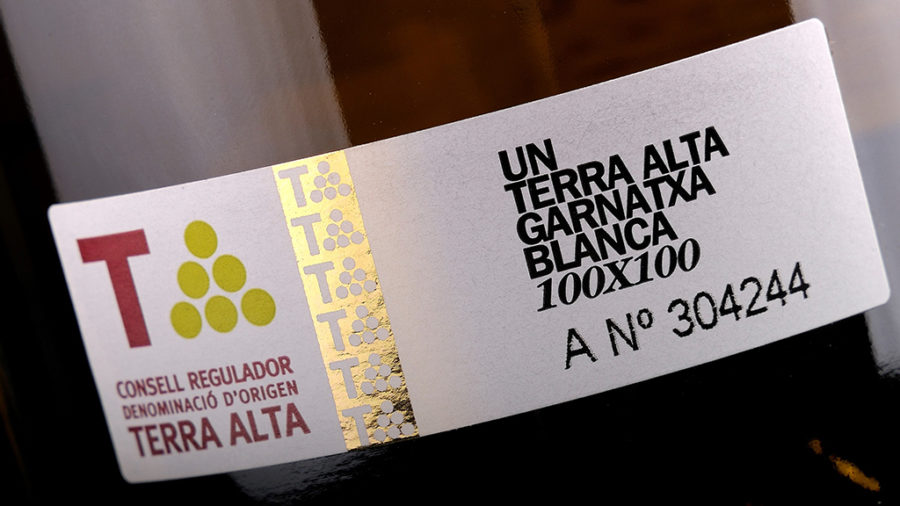 T
CONSELL REGULADOR
DENOMINACIÓ D'ORIGEN
TERRA ALTA
T
T
T
T
T
T
UN
TERRA ALTA
GARNATXA
BLANCA
100X100
A Nº 304244